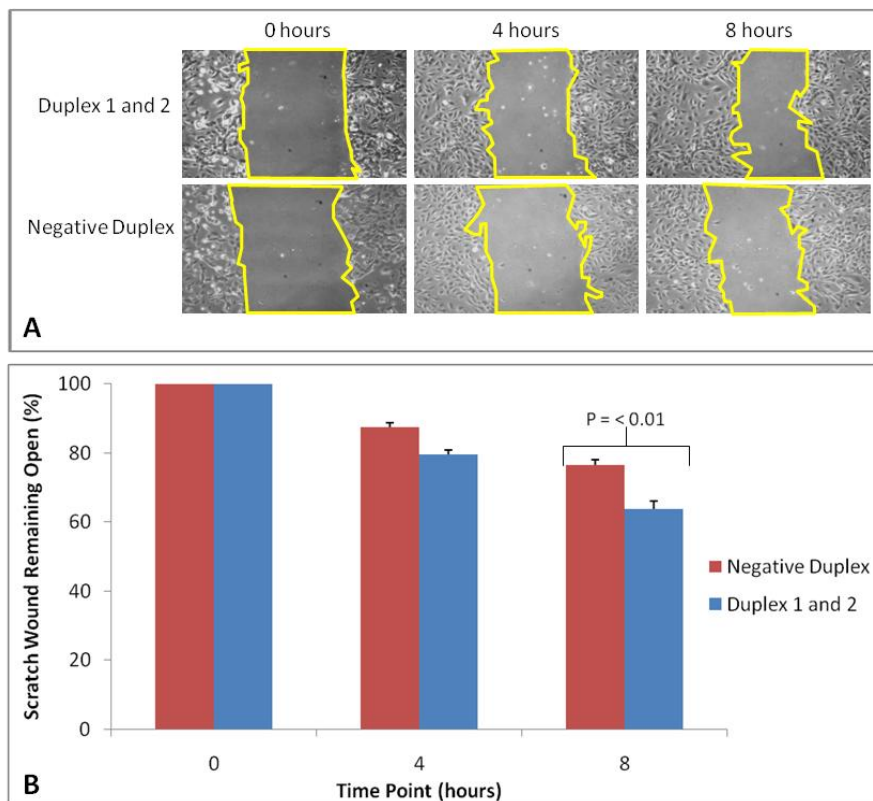 0 hours 4 hours 8 hours
Duplex 1 and 2
Negative Duplex
A
Scratch Wound Remaining Open (%)
100
80
60
40
20
0
P = < 0.01
Negative Duplex
Duplex 1 and 2
0 4 8
Time Point (hours)
B